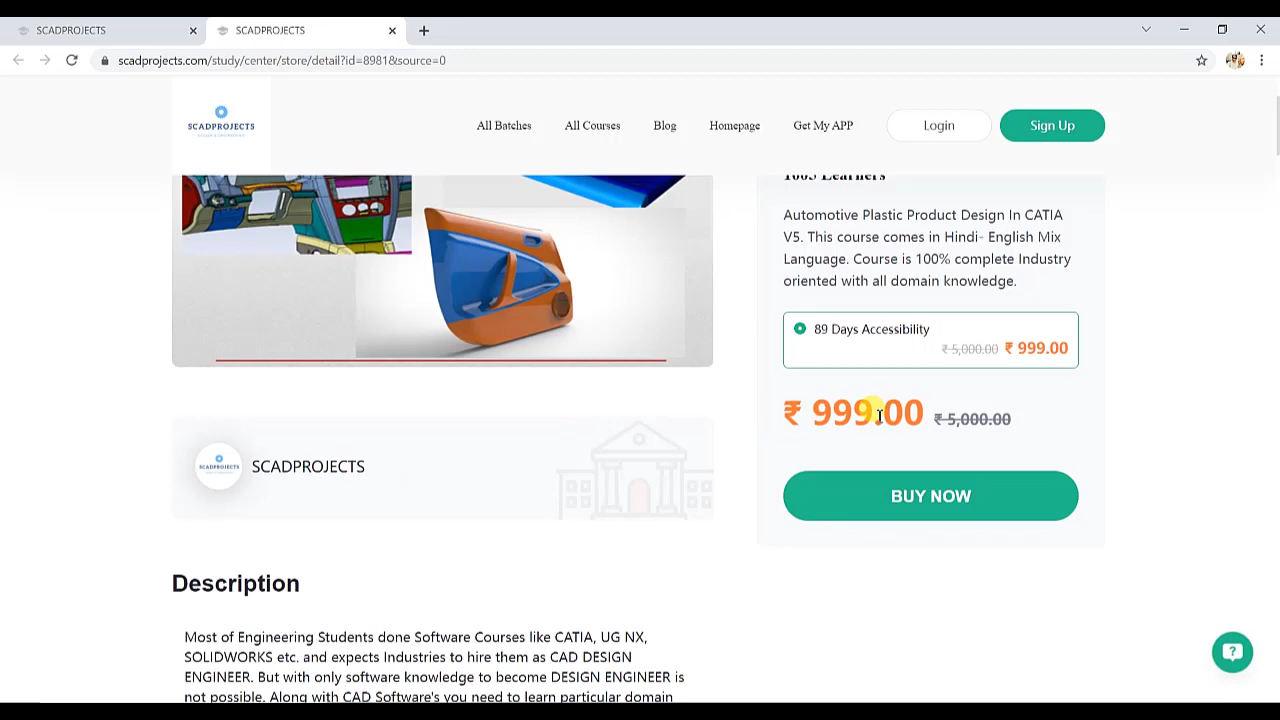 SCADPROJECTS
SCADPROJECTS
scadprojects.com/study/center/store/detail?id=8981&source=0
SCADPROJECTS
All Batches
All Courses
Blog
Homepage
Get My APP
Login
Sign Up
1005 Learners
Automotive Plastic Product Design In CATIA
V5. This course comes in Hindi- English Mix
Language. Course is 100% complete Industry
oriented with all domain knowledge.
89 Days Accessibility
₹ 5,000.00 ₹ 999.00
₹ 999.00 ₹ 5,000.00
BUY NOW
SCADPROJECTS
SCADPROJECTS
Description
Most of Engineering Students done Software Courses like CATIA, UG NX,
SOLIDWORKS etc. and expects Industries to hire them as CAD DESIGN
ENGINEER. But with only software knowledge to become DESIGN ENGINEER is
not possible. Along with CAD Software's you need to learn particular domain